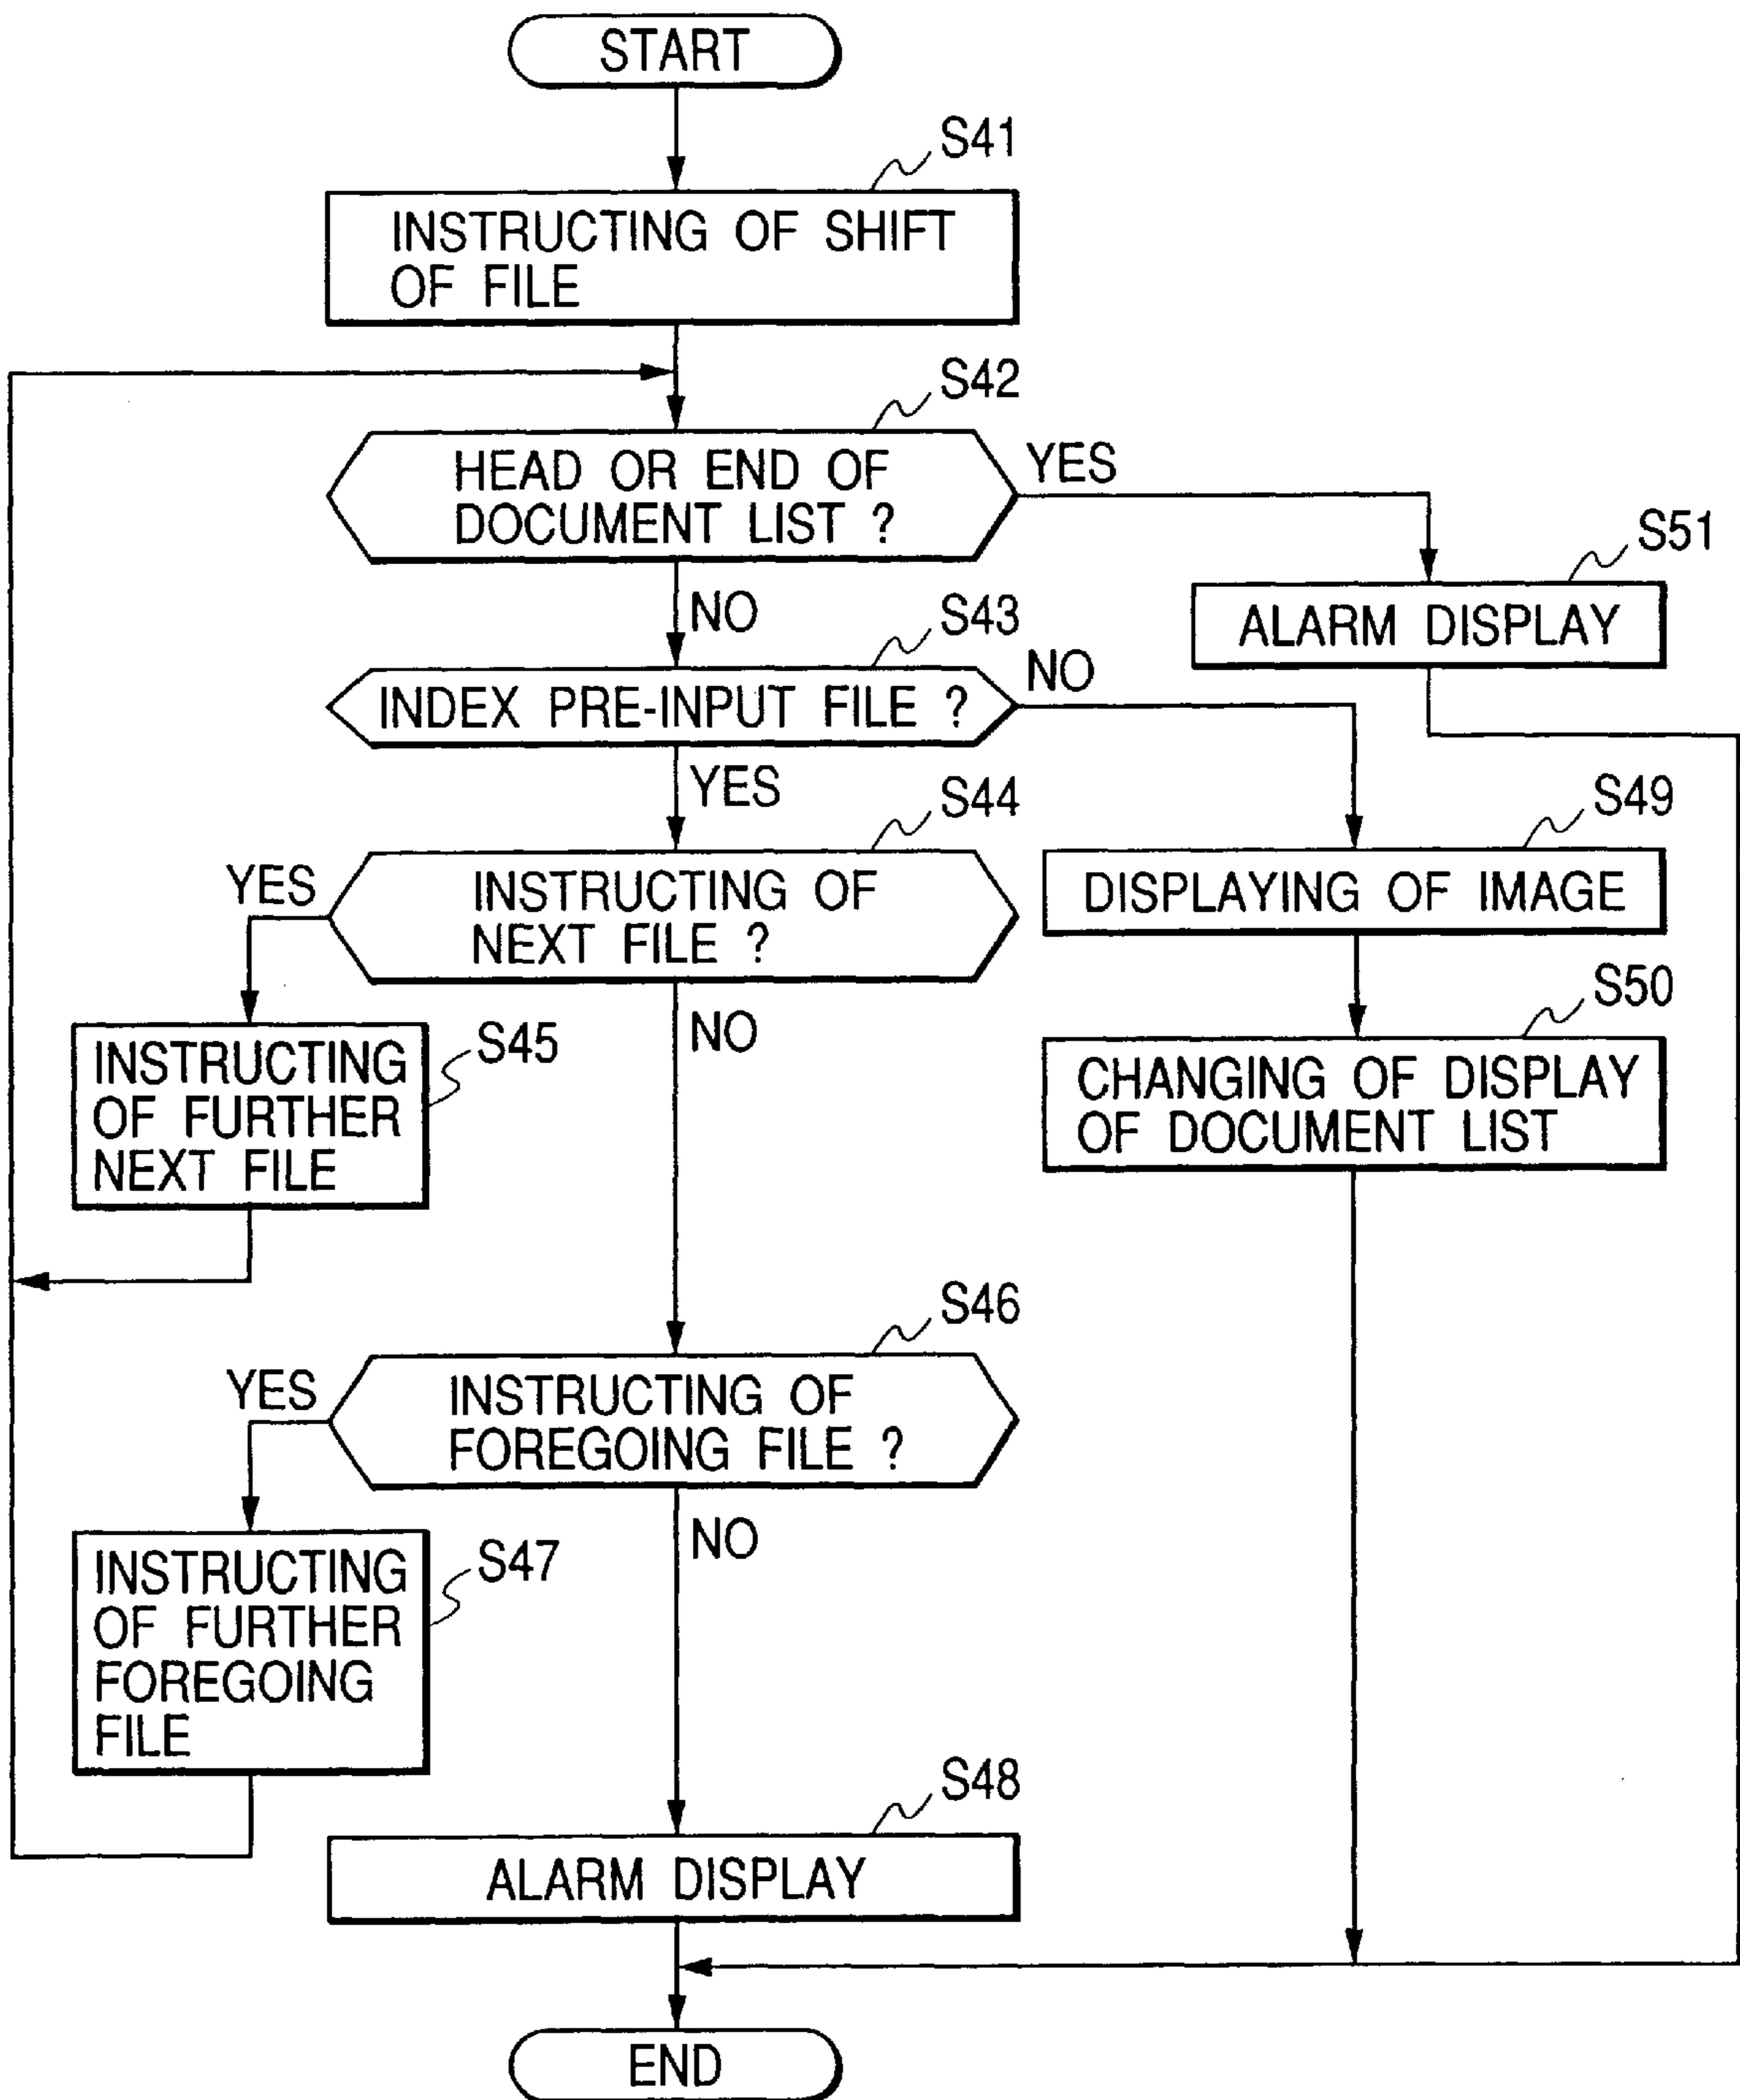 START
S41
INSTRUCTING OF SHIFT
OF FILE
S42
HEAD OR END OF
DOCUMENT LIST ?
YES
S51
ALARM DISPLAY
NO
S43
INDEX PRE-INPUT FILE ?
NO
YES
S44
S49
DISPLAYING OF IMAGE
YES
INSTRUCTING OF
NEXT FILE ?
S50
CHANGING OF DISPLAY
OF DOCUMENT LIST
NO
S45
INSTRUCTING
OF FURTHER
NEXT FILE
S46
YES
INSTRUCTING OF
FOREGOING FILE ?
NO
S47
INSTRUCTING
OF FURTHER
FOREGOING
FILE
S48
ALARM DISPLAY
END